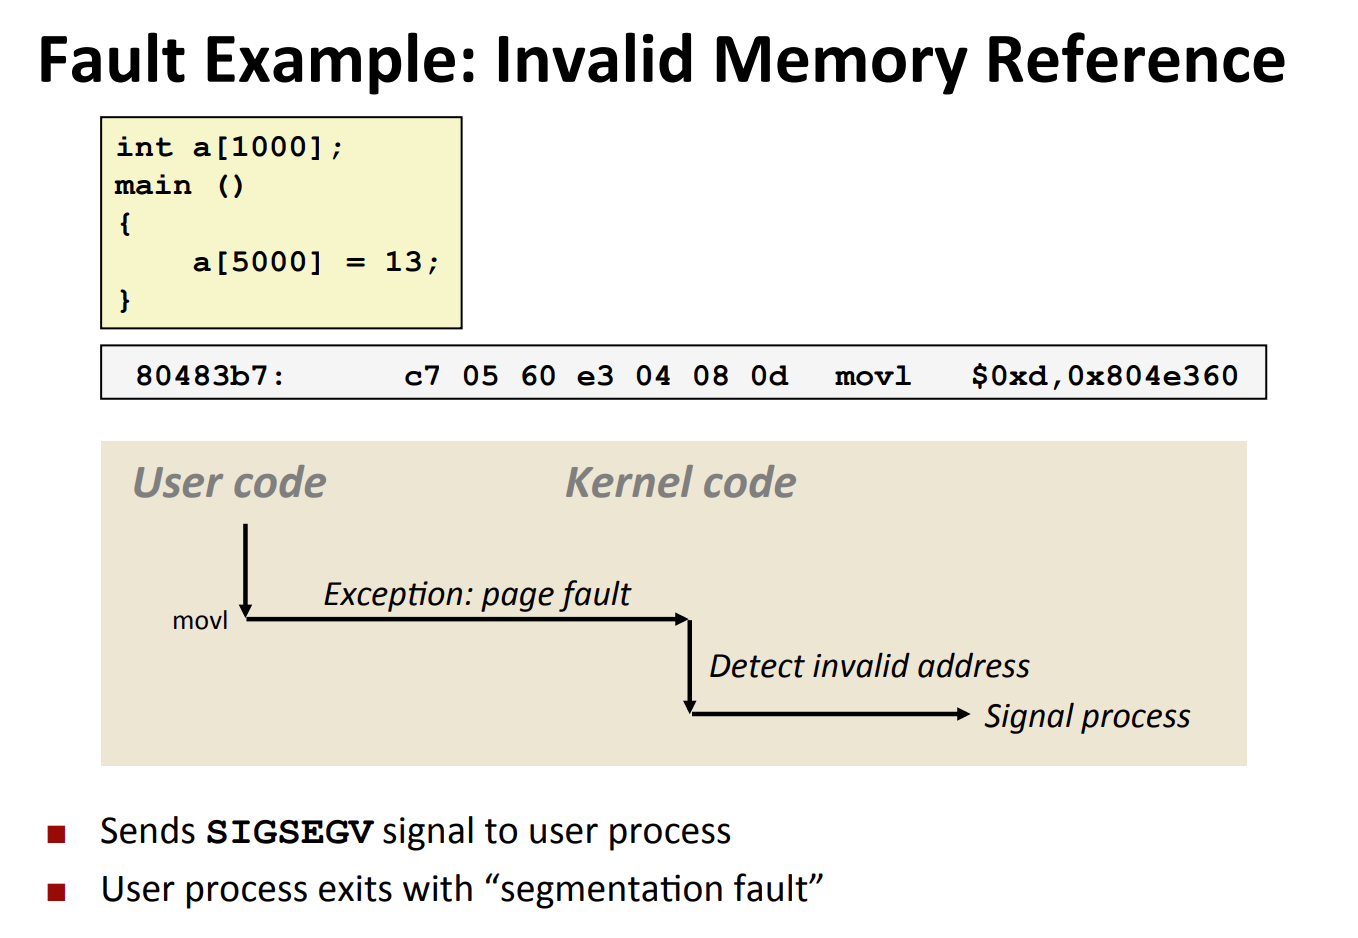 Fault Example: Invalid Memory Reference
int a[1000];
main ()
{
    a[5000] = 13;
}
80483b7:      c7 05 60 e3 04 08 0d  movl   $0xd,0x804e360
User code
Kernel code
Exception: page fault
movl
Detect invalid address
Signal process
Sends SIGSEGV signal to user process
User process exits with “segmentation fault”